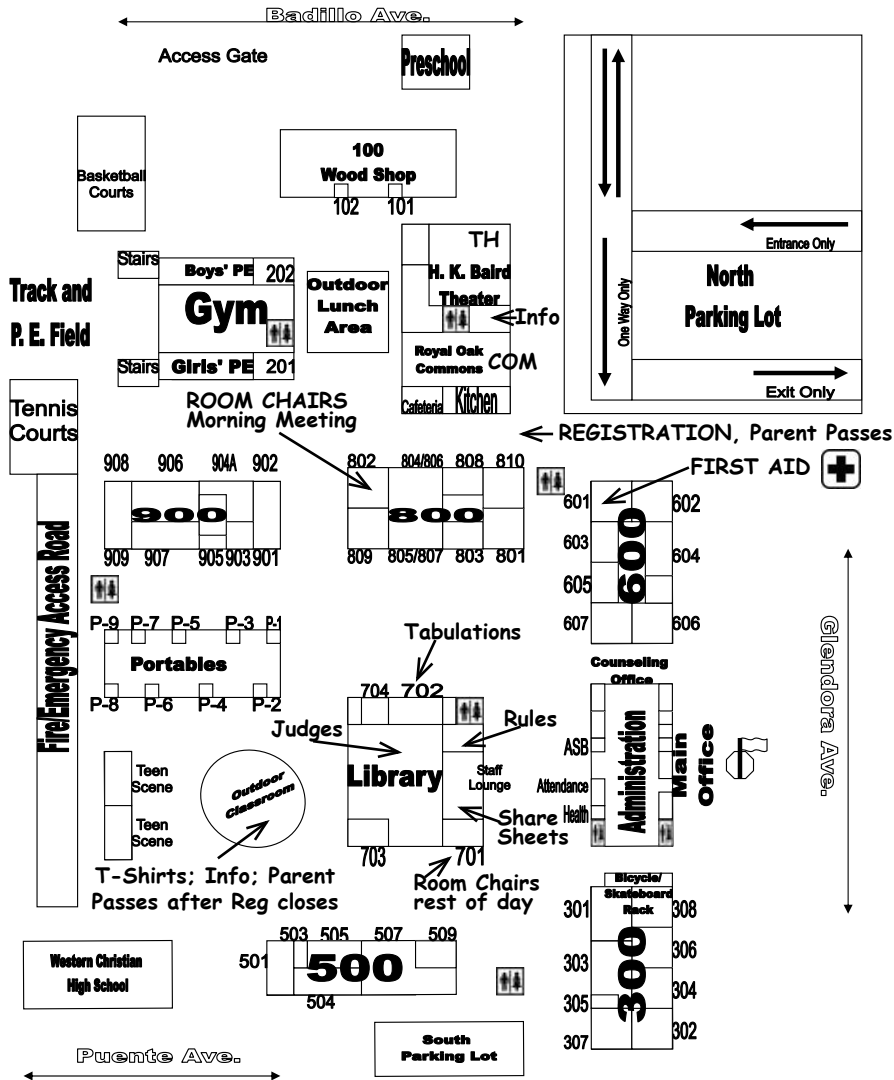 Badillo Ave.
Access Gate
Preschool
100
Wood Shop
102 101
Basketball
Courts
Stairs
Boys' PE 202
Gym
Girls' PE 201
Stairs
Track and
P. E. Field
Outdoor
Lunch
Area
TH
H. K. Baird
Theater
Info
Royal Oak
Commons COM
Cafeteria Kitchen
One Way Only
Entrance Only
North
Parking Lot
Exit Only
Tennis
Courts
ROOM CHAIRS
Morning Meeting
REGISTRATION, Parent Passes
FIRST AID
908 906 904A 902
900
909 907 905 903 901
802 804/806 808 810
800
809 805/807 803 801
601 602
603 604
600
605
607 606
Fire/Emergency Access Road
Glendora Ave.
P-9 P-7 P-5 P-3 P-1
Portables
P-8 P-6 P-4 P-2
Tabulations
704 702
Judges
Rules
Library
Staff
Lounge
Share
Sheets
703 701
Room Chairs
rest of day
Counseling
Office
ASB
Attendance
Health
Administration
Main
Office
Teen
Scene
Teen
Scene
Outdoor
Classroom
T-Shirts; Info; Parent
Passes after Reg closes
Bicycle/
Skateboard
Rack
301 308
303 306
300
305 304
307 302
Western Christian
High School
503 505 507 509
501
500
504
South
Parking Lot
Puente Ave.